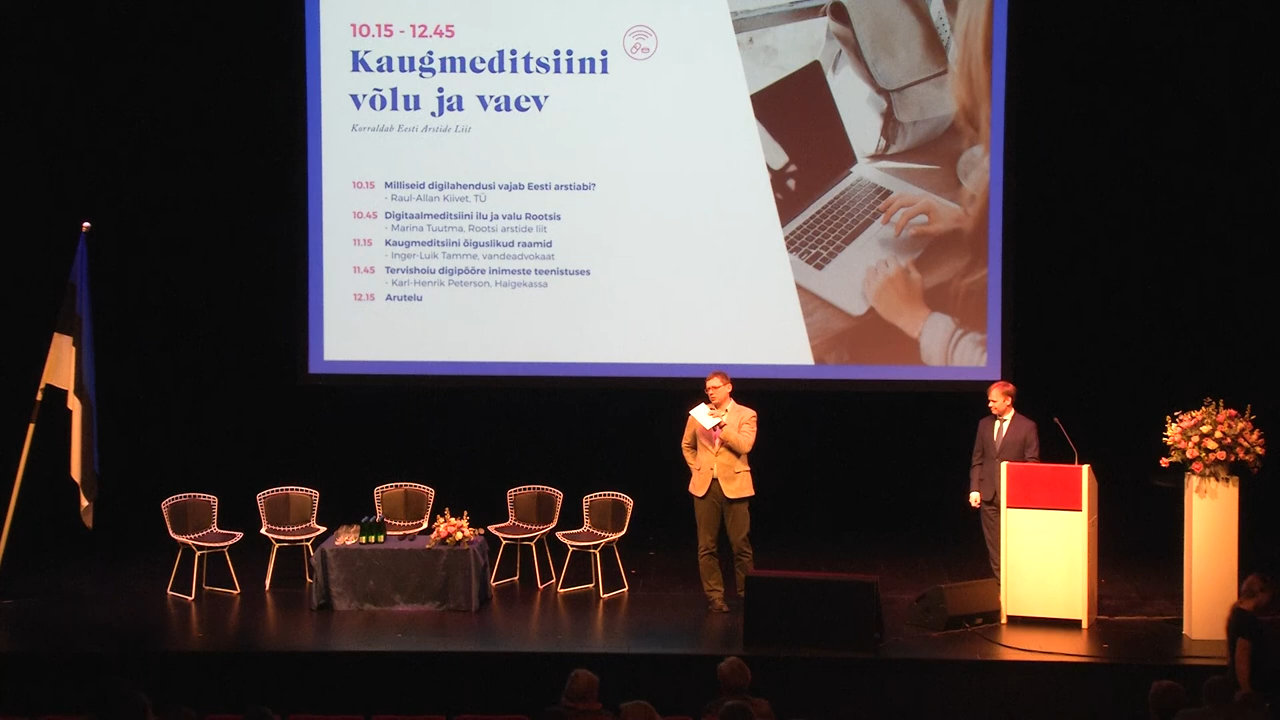 10.15 - 12.45
Kaugmeditsiini
võlu ja vaev
Korraldab Eesti Arstide Liit
10.15 Milliseid digilahendusi vajab Eesti arstiabi?
- Raul-Allan Kiivet, TÜ
10.45 Digitaalmeditsiini ilu ja valu Rootsis
- Marina Tuutma, Rootsi arstide liit
11.15 Kaugmeditsiini õiguslikud raamid
- Inger-Luik Tamme, vandeadvokaat
11.45 Tervishoiu digipööre inimeste teenistuses
- Karl-Henrik Peterson, Haigekassa
12.15 Arutelu